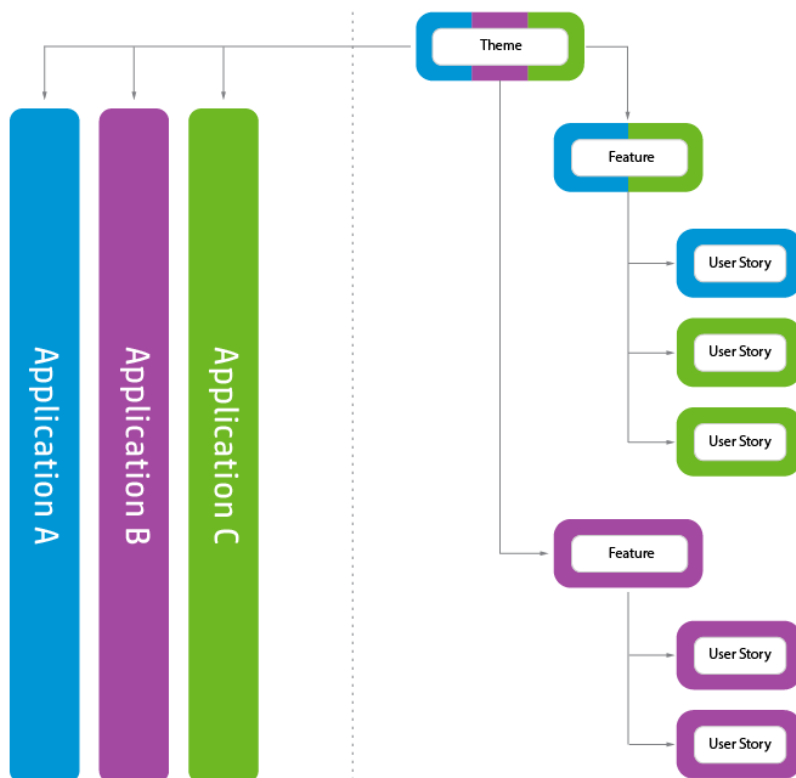 Theme
Feature
User Story
User Story
User Story
Feature
User Story
User Story
Application A
Application B
Application C